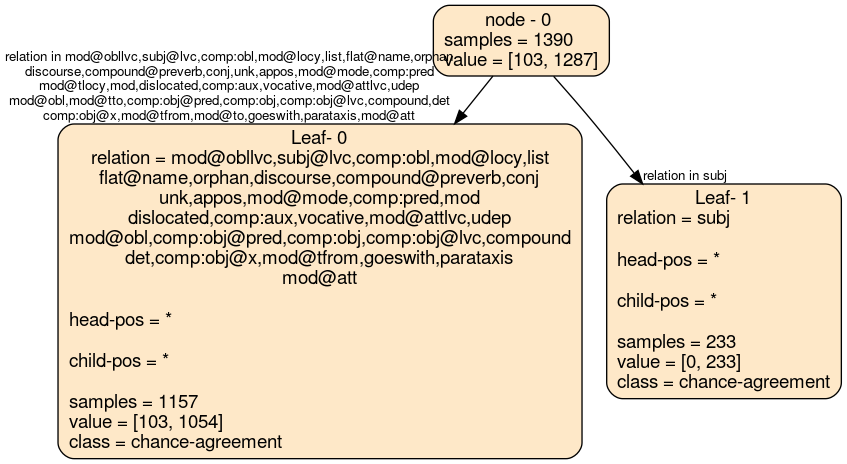 node - 0
samples = 1390
value = [103, 1287]
relation in mod@obllvc,subj@lvc,comp:obl,mod@locy,list,flat@name,orphan
discourse,compound@preverb,conj,unk,appos,mod@mode,comp:pred
mod@tlocy,mod,dislocated,comp:aux,vocative,mod@attlvc,udep
mod@obl,mod@tto,comp:obj@pred,comp:obj,comp:obj@lvc,compound,det
comp:obj@x,mod@tfrom,mod@to,goeswith,parataxis,mod@att
relation in subj
Leaf- 0
relation = mod@obllvc,subj@lvc,comp:obl,mod@locy,list
flat@name,orphan,discourse,compound@preverb,conj
unk,appos,mod@mode,comp:pred,mod
dislocated,comp:aux,vocative,mod@attlvc,udep
mod@obl,comp:obj@pred,comp:obj,comp:obj@lvc,compound
det,comp:obj@x,mod@tfrom,goeswith,parataxis
mod@att
head-pos = *
child-pos = *
samples = 1157
value = [103, 1054]
class = chance-agreement
Leaf- 1
relation = subj
head-pos = *
child-pos = *
samples = 233
value = [0, 233]
class = chance-agreement